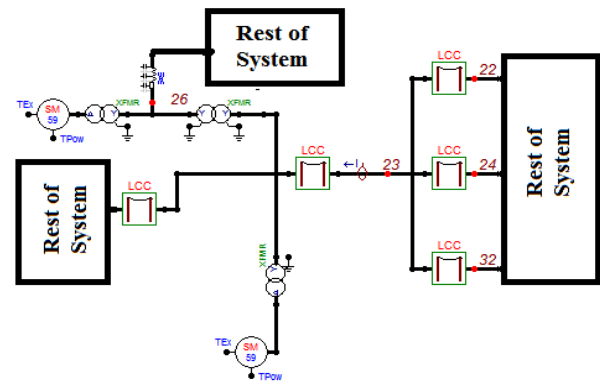 Rest of
System
26
XFMR
XFMR
TEx
SM
59
Δ
Y
Y
Y
TPow
LCC
22
LCC
LCC
I
23
LCC
24
Rest of
System
Rest of
System
XFMR
Y
LCC
32
TEx
SM
59
TPow